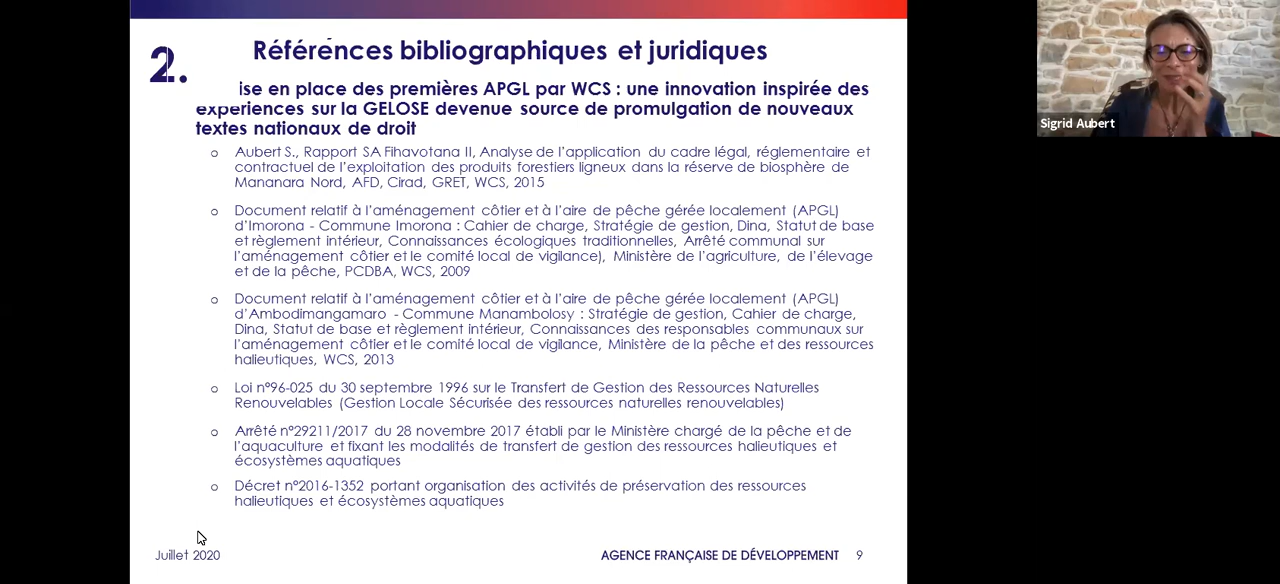 2.
Références bibliographiques et juridiques
ise en place des premières APGL par WCS : une innovation inspirée des
expériences sur la GELOSE devenue source de promulgation de nouveaux
textes nationaux de droit
o Aubert S., Rapport SA Fihavotana II, Analyse de l'application du cadre légal, réglementaire et
contractuel de l'exploitation des produits forestiers ligneux dans la réserve de biosphère de
Mananara Nord, AFD, Cirad, GRET, WCS, 2015
o Document relatif à l'aménagement côtier et à l'aire de pêche gérée localement (APGL)
d'Imorona - Commune Imorona : Cahier de charge, Stratégie de gestion, Dina, Statut de base
et règlement intérieur, Connaissances écologiques traditionnelles, Arrêté communal sur
l'aménagement côtier et le comité local de vigilance), Ministère de l'agriculture, de l'élevage
et de la pêche, PCDBA, WCS, 2009
o Document relatif à l'aménagement côtier et à l'aire de pêche gérée localement (APGL)
d'Ambodimangamaro - Commune Manambolosy : Stratégie de gestion, Cahier de charge,
Dina, Statut de base et règlement intérieur, Connaissances des responsables communaux sur
l'aménagement côtier et le comité local de vigilance, Ministère de la pêche et des ressources
halieutiques, WCS, 2013
o Loi n°96-025 du 30 septembre 1996 sur le Transfert de Gestion des Ressources Naturelles
Renouvelables (Gestion Locale Sécurisée des ressources naturelles renouvelables)
o Arrêté n°29211/2017 du 28 novembre 2017 établi par le Ministère chargé de la pêche et de
l'aquaculture et fixant les modalités de transfert de gestion des ressources halieutiques et
écosystèmes aquatiques
o Décret n°2016-1352 portant organisation des activités de préservation des ressources
halieutiques et écosystèmes aquatiques
Juillet 2020
AGENCE FRANÇAISE DE DÉVELOPPEMENT 9
Sigrid Aubert